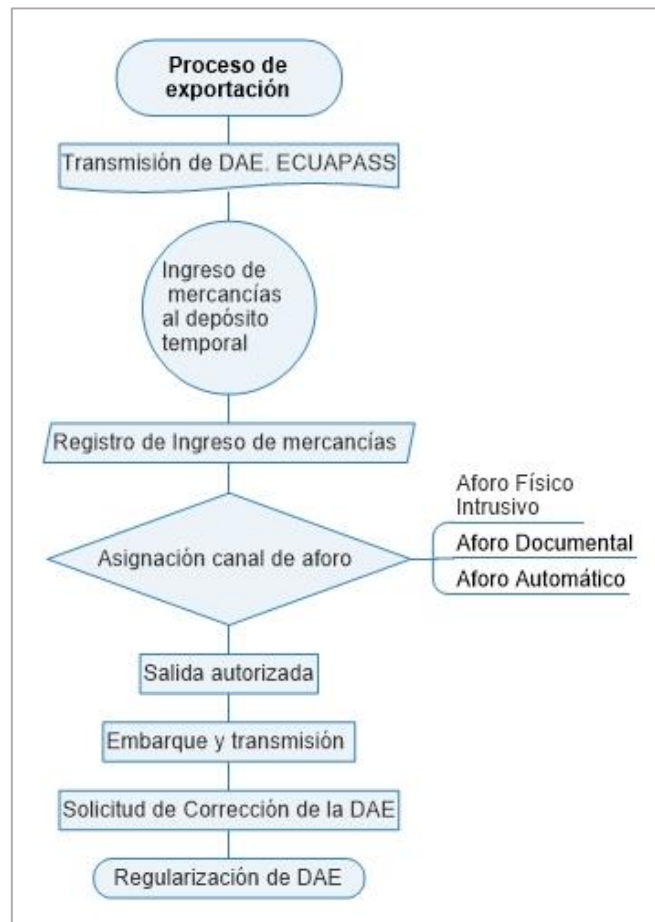 Proceso de
exportación
Transmisión de DAE. ECUAPASS
Ingreso de
mercancías
al depósito
temporal
Registro de Ingreso de mercancías
Asignación canal de aforo
Aforo Físico
Intrusivo
Aforo Documental
Aforo Automático
Salida autorizada
Embarque y transmisión
Solicitud de Corrección de la DAE
Regularización de DAE